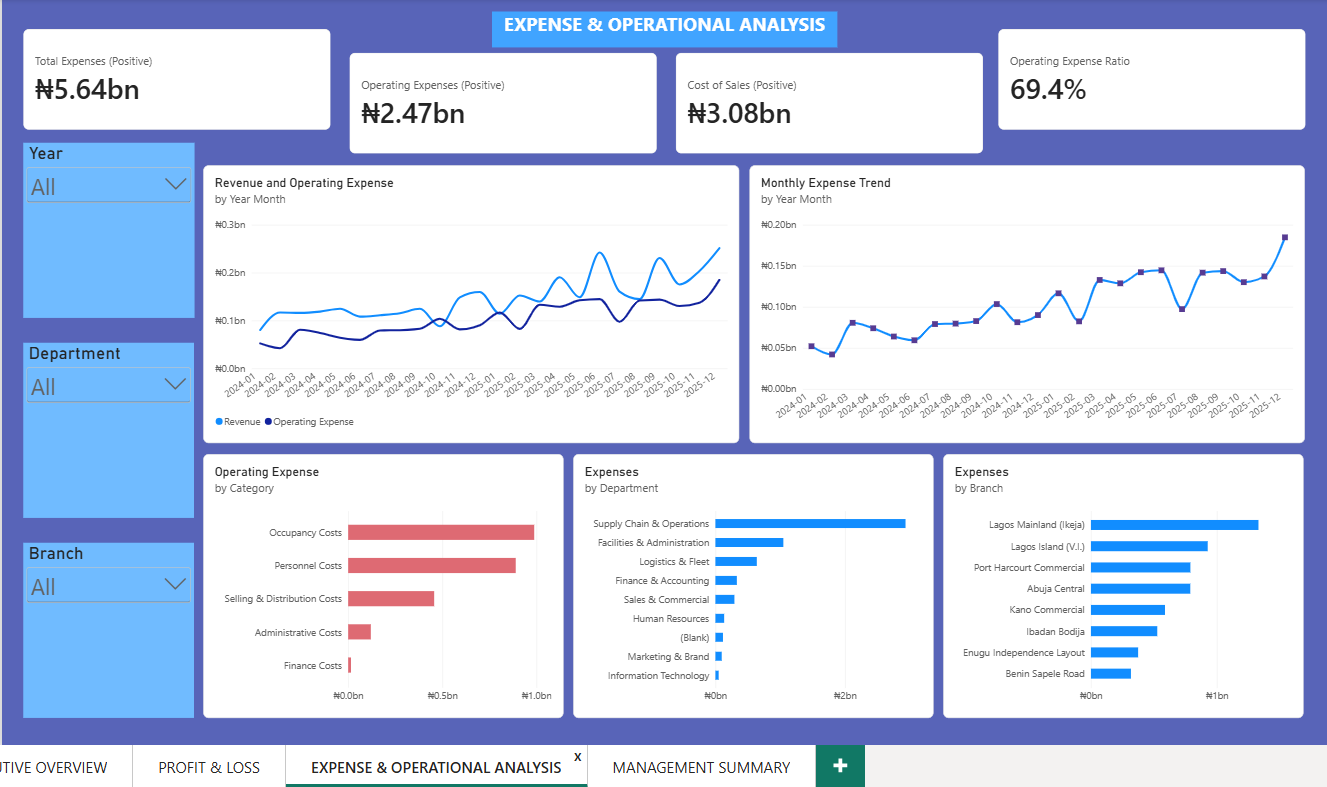 EXPENSE & OPERATIONAL ANALYSIS
Total Expenses (Positive)
₦5.64bn
Operating Expenses (Positive)
₦2.47bn
Cost of Sales (Positive)
₦3.08bn
Operating Expense Ratio
69.4%
Year
All
Department
All
Branch
All
Revenue and Operating Expense
by Year Month
₦0.3bn
₦0.2bn
₦0.1bn
₦0.0bn
2024-01
2024-02
2024-03
2024-04
2024-05
2024-06
2024-07
2024-08
2024-09
2024-10
2024-11
2024-12
2025-01
2025-02
2025-03
2025-04
2025-05
2025-06
2025-07
2025-08
2025-09
2025-10
2025-11
2025-12
Revenue Operating Expense
Monthly Expense Trend
by Year Month
₦0.20bn
₦0.15bn
₦0.10bn
₦0.05bn
₦0.00bn
2024-01
2024-02
2024-03
2024-04
2024-05
2024-06
2024-07
2024-08
2024-09
2024-10
2024-11
2024-12
2025-01
2025-02
2025-03
2025-04
2025-05
2025-06
2025-07
2025-08
2025-09
2025-10
2025-11
2025-12
Operating Expense
by Category
Occupancy Costs
Personnel Costs
Selling & Distribution Costs
Administrative Costs
Finance Costs
₦0.0bn ₦0.5bn ₦1.0bn
Expenses
by Department
Supply Chain & Operations
Facilities & Administration
Logistics & Fleet
Finance & Accounting
Sales & Commercial
Human Resources
(Blank)
Marketing & Brand
Information Technology
₦0bn ₦2bn
Expenses
by Branch
Lagos Mainland (Ikeja)
Lagos Island (V.I.)
Port Harcourt Commercial
Abuja Central
Kano Commercial
Ibadan Bodija
Enugu Independence Layout
Benin Sapele Road
₦0bn ₦1bn
UTIVE OVERVIEW PROFIT & LOSS EXPENSE & OPERATIONAL ANALYSIS x MANAGEMENT SUMMARY +